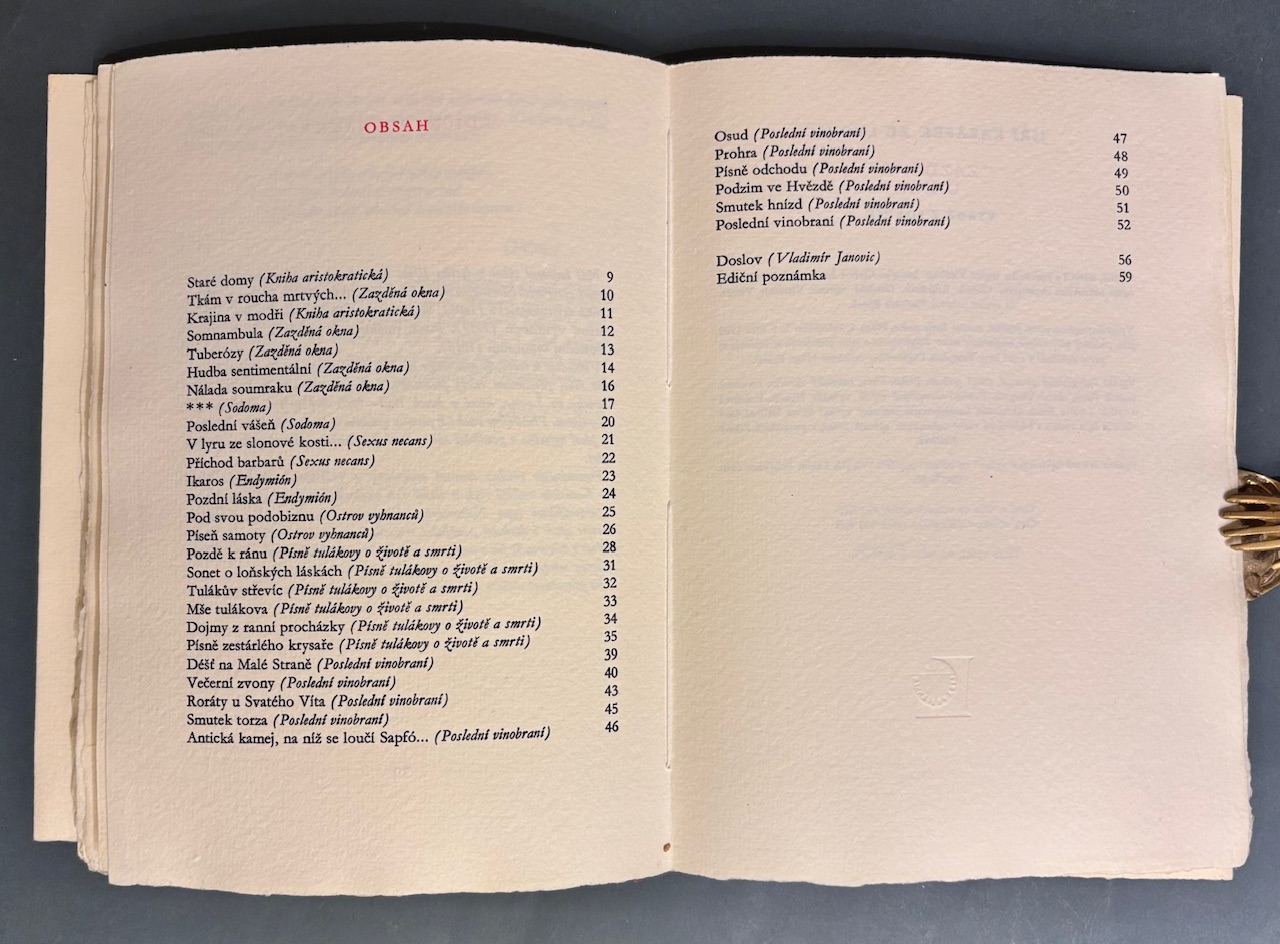 OBSAH
Staré domy (Kniha aristokratická) 9
Tkám v roucha mrtvých... (Zazděná okna) 10
Krajina v modři (Kniha aristokratická) 11
Somnambula (Zazděná okna) 12
Tuberózy (Zazděná okna) 13
Hudba sentimentální (Zazděná okna) 14
Nálada soumraku (Zazděná okna) 16
*** (Sodoma) 17
Poslední vášeň (Sodoma) 20
V lyru ze slonové kosti... (Sexus necans) 21
Příchod barbarů (Sexus necans) 22
Ikaros (Endymión) 23
Pozdní láska (Endymión) 24
Pod svou podobiznu (Ostrov vyhnanců) 25
Píseň samoty (Ostrov vyhnanců) 26
Pozdě k ránu (Písně tulákovy o životě a smrti) 28
Sonet o loňských láskách (Písně tulákovy o životě a smrti) 31
Tulákův střevíc (Písně tulákovy o životě a smrti) 32
Mše tulákova (Písně tulákovy o životě a smrti) 33
Dojmy z ranní procházky (Písně tulákovy o životě a smrti) 34
Písně zestárlého krysaře (Písně tulákovy o životě a smrti) 35
Déšť na Malé Straně (Poslední vinobraní) 39
Večerní zvony (Poslední vinobraní) 40
Roráty u Svatého Víta (Poslední vinobraní) 43
Smutek torza (Poslední vinobraní) 45
Antická kamej, na níž se loučí Sapfó... (Poslední vinobraní) 46
Osud (Poslední vinobraní) 47
Prohra (Poslední vinobraní) 48
Písně odchodu (Poslední vinobraní) 49
Podzim ve Hvězdě (Poslední vinobraní) 50
Smutek hnízd (Poslední vinobraní) 51
Poslední vinobraní (Poslední vinobraní) 52
Doslov (Vladimír Janovic) 56
Ediční poznámka 59